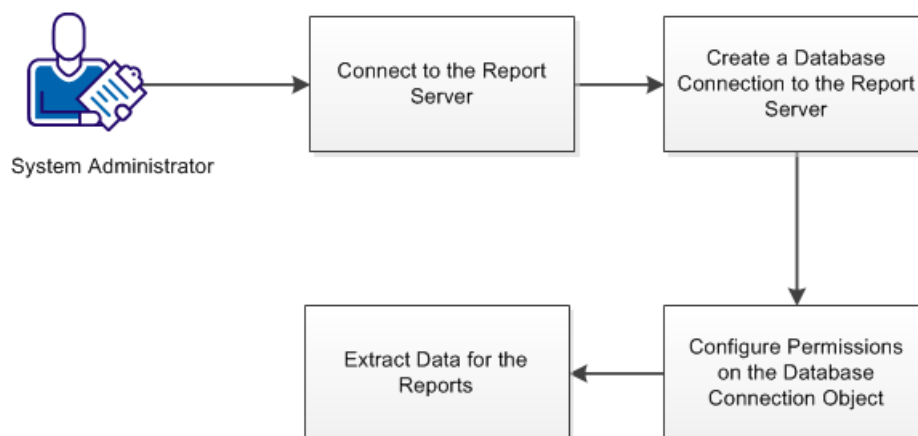 System Administrator
Connect to the Report
Server
Create a Database
Connection to the Report
Server
Configure Permissions
on the Database
Connection Object
Extract Data for the
Reports